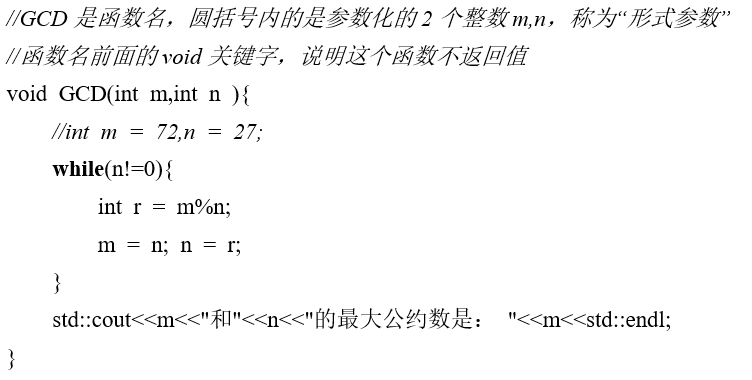 //GCD 是函数名，圆括号内的是参数化的 2 个整数 m,n，称为“形式参数”
//函数名前面的 void 关键字，说明这个函数不返回值
void GCD(int m,int n ){
//int m = 72,n = 27;
while(n!=0){
int r = m%n;
m = n; n = r;
}
std::cout<<m<<"和"<<n<<"的最大公约数是： "<<m<<std::endl;
}